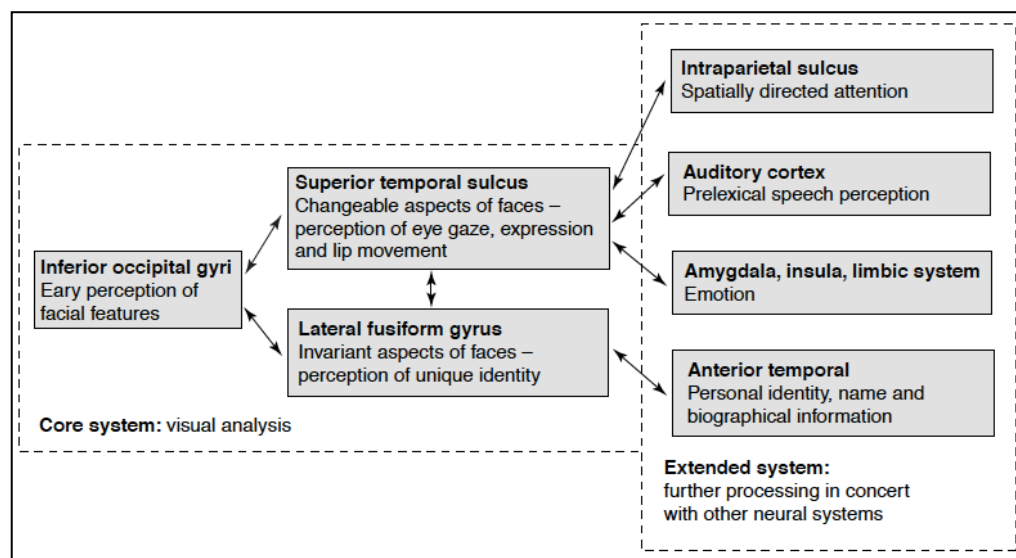 Intraparietal sulcus
Spatially directed attention
Auditory cortex
Prelexical speech perception
Superior temporal sulcus
Changeable aspects of faces –
perception of eye gaze, expression
and lip movement
Inferior occipital gyri
Eary perception of
facial features
Amygdala, insula, limbic system
Emotion
Lateral fusiform gyrus
Invariant aspects of faces –
perception of unique identity
Anterior temporal
Personal identity, name and
biographical information
Core system: visual analysis
Extended system:
further processing in concert
with other neural systems